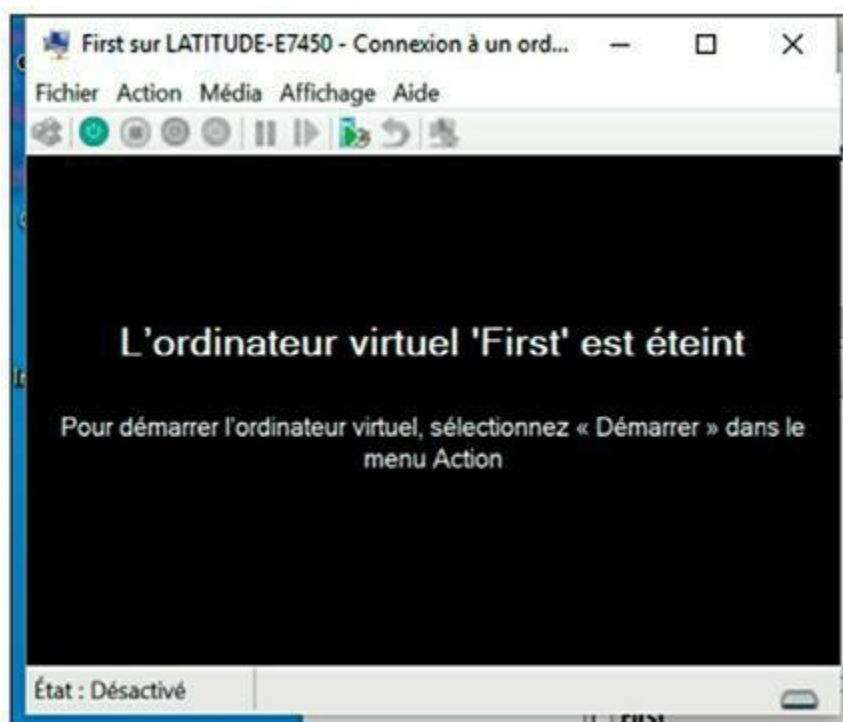 First sur LATITUDE-E7450 - Connexion à un ord...
Fichier Action Média Affichage Aide
L'ordinateur virtuel 'First' est éteint
Pour démarrer l'ordinateur virtuel, sélectionnez « Démarrer » dans le
menu Action
État : Désactivé
First